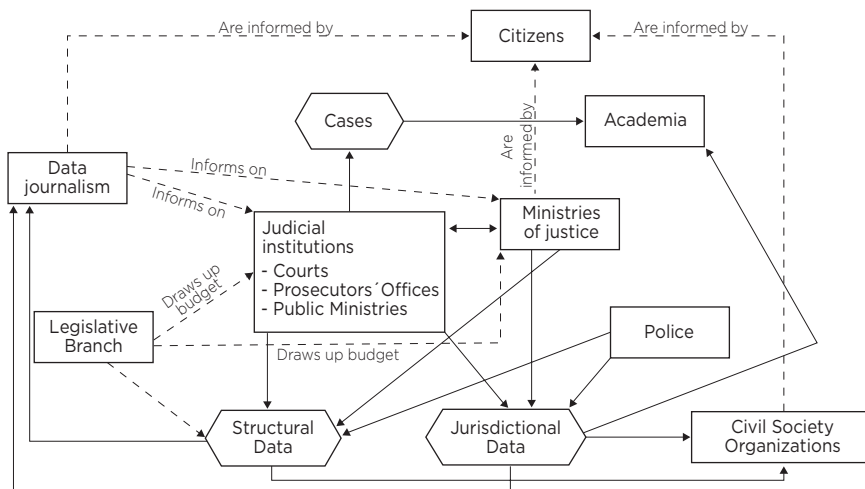 Are informed by
Citizens
Are informed by
Cases
Academia
Are
informed by
Data
journalism
Informs on
Informs on
Ministries
of justice
Judicial
institutions
- Courts
- Prosecutors´Offices
- Public Ministries
Draws up
budget
Legislative
Branch
Draws up budget
Police
Structural
Data
Jurisdictional
Data
Civil Society
Organizations